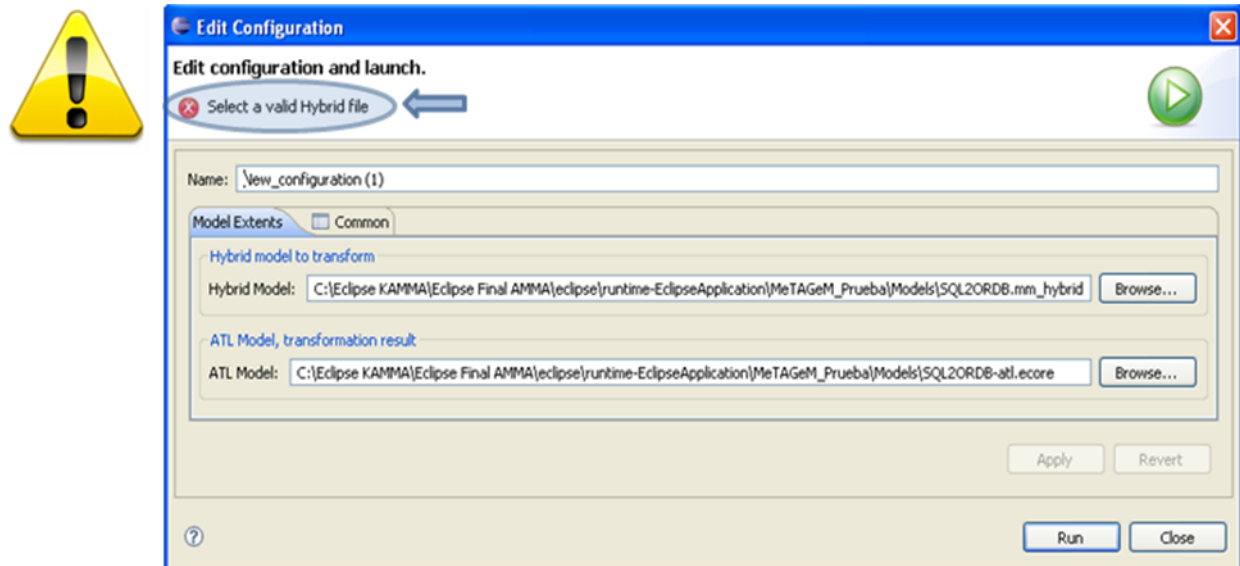 Edit Configuration
Edit configuration and launch.
Select a valid Hybrid file
Name: New_configuration (1)
Model Extents Common
Hybrid model to transform
Hybrid Model: C:\Eclipse KAMMA\Eclipse Final AMMA\eclipse\runtime-EclipseApplication\MeTAGeM_Prueba\Models\SQL2ORDB.mm_hybrid Browse...
ATL Model, transformation result
ATL Model: C:\Eclipse KAMMA\Eclipse Final AMMA\eclipse\runtime-EclipseApplication\MeTAGeM_Prueba\Models\SQL2ORDB-atl.ecore Browse...
Apply Revert
Run Close